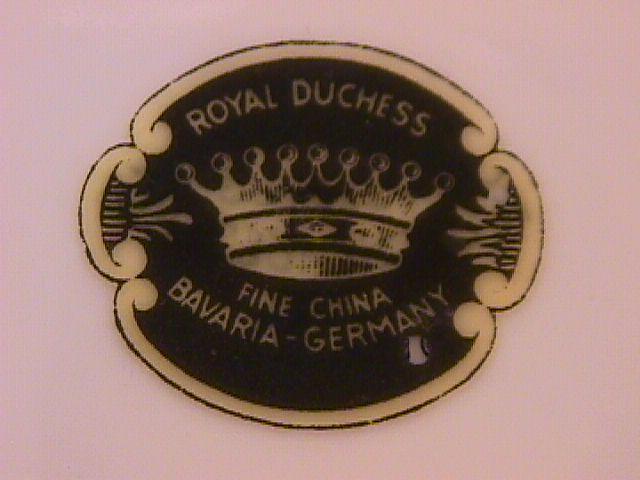 ROYAL DUCHESS
FINE CHINA
BAVARIA - GERMANY